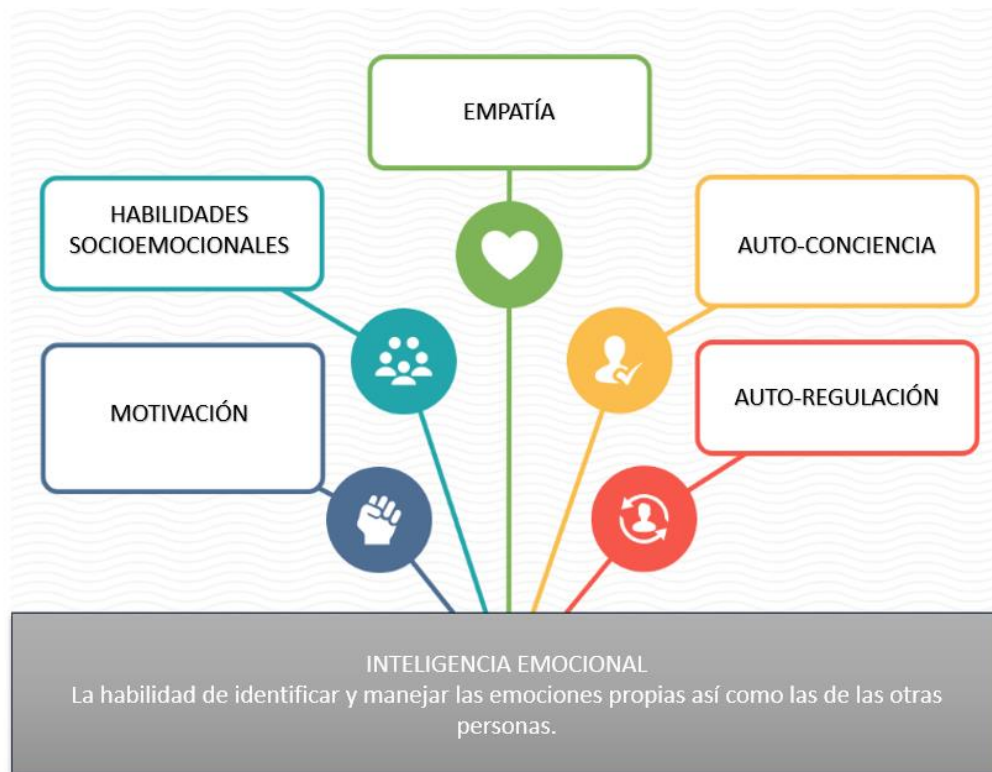 EMPATÍA
HABILIDADES
SOCIOEMOCIONALES
AUTO-CONCIENCIA
MOTIVACIÓN
AUTO-REGULACIÓN
INTELIGENCIA EMOCIONAL
La habilidad de identificar y manejar las emociones propias así como las de las otras
personas.